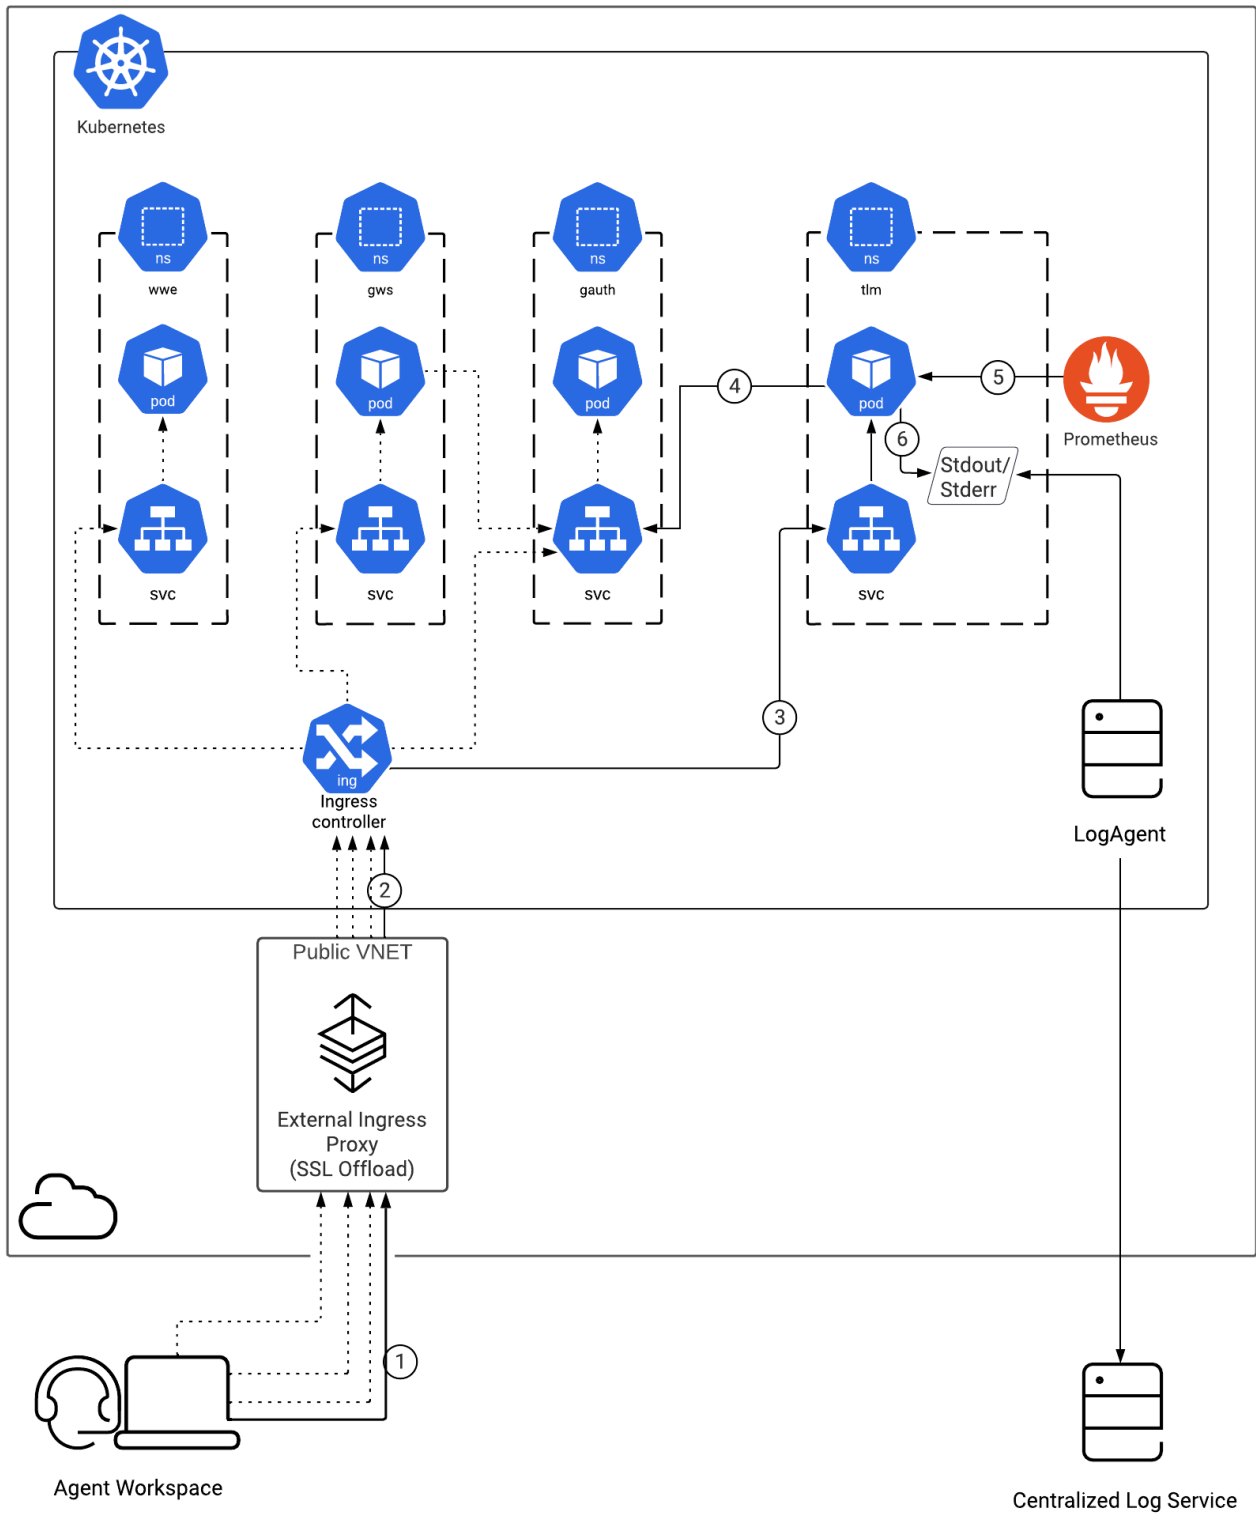 Kubernetes
ns
ns
ns
ns
wwe
gws
gauth
tlm
pod
pod
pod
pod
4
5
Prometheus
6
Stdout/
Stderr
svc
svc
svc
svc
3
ing
Ingress
controller
LogAgent
2
Public VNET
External Ingress
Proxy
(SSL Offload)
1
Agent Workspace
Centralized Log Service